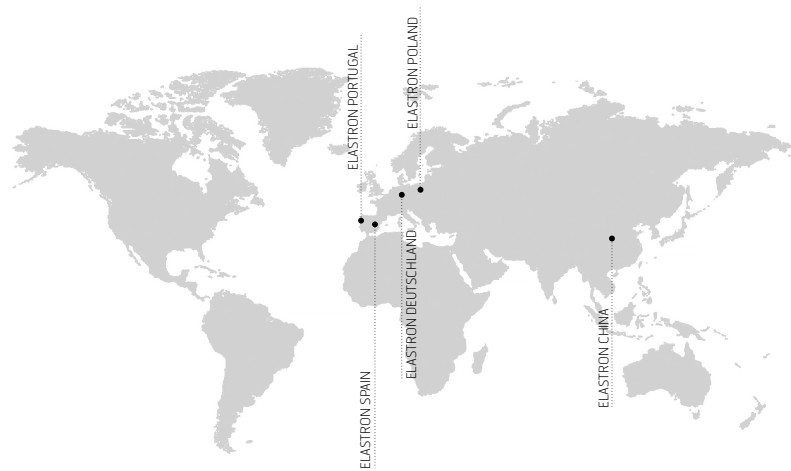 ELASTRON PORTUGAL
ELASTRON POLAND
ELASTRON SPAIN
ELASTRON DEUTSCHLAND
ELASTRON CHINA